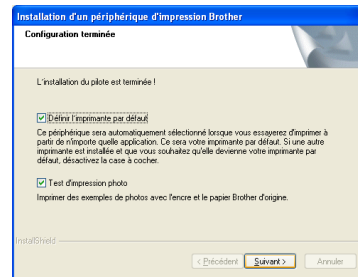 Installation d'un périphérique d'impression Brother
Configuration terminée
L'installation du pilote est terminée !
Définir l'imprimante par défaut
Ce périphérique sera automatiquement sélectionné lorsque vous essayerez d'imprimer à
partir de n'importe quelle application. Ce sera votre imprimante par défaut. Si une autre
imprimante est installée et que vous souhaitez qu'elle devienne votre imprimante par
défaut, désactivez la case à cocher.
Test d'impression photo
Imprimer des exemples de photos avec l'encre et le papier Brother d'origine.
InstallShield
< Précédent Suivant > Annuler